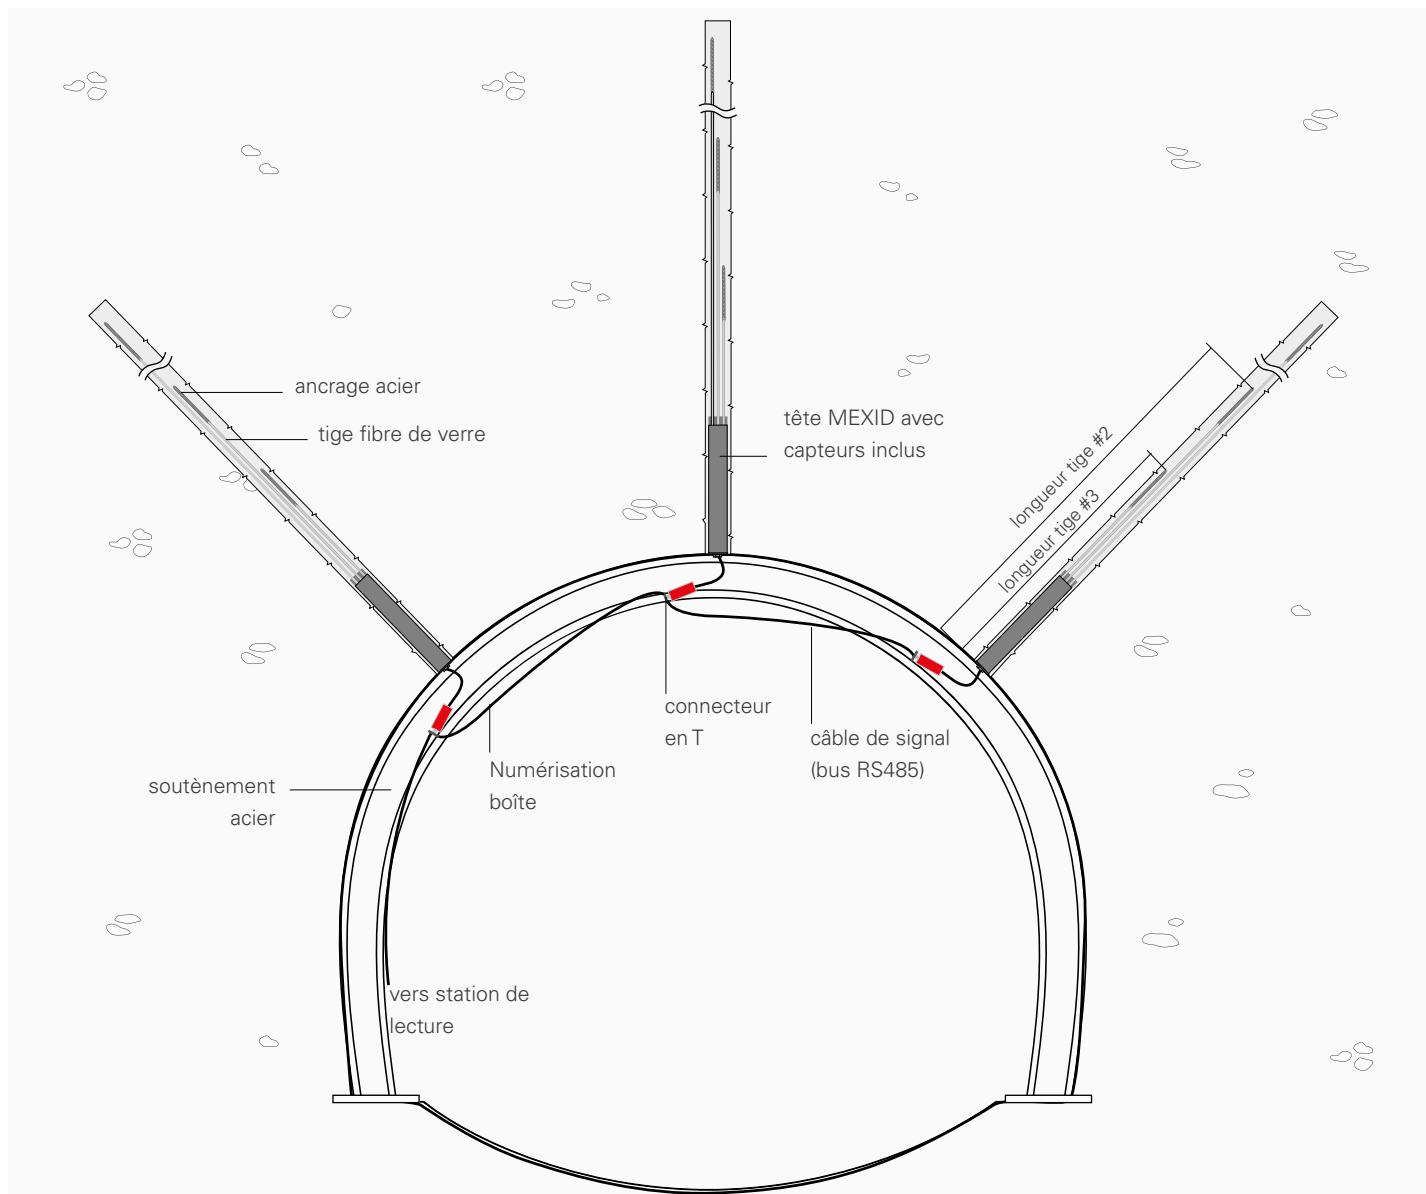 ancrage acier
tige fibre de verre
tête MEXID avec
capteurs inclus
longueur tige #2
longueur tige #3
connecteur
en T
câble de signal
(bus RS485)
Numérisation
boîte
soutènement
acier
vers station de
lecture